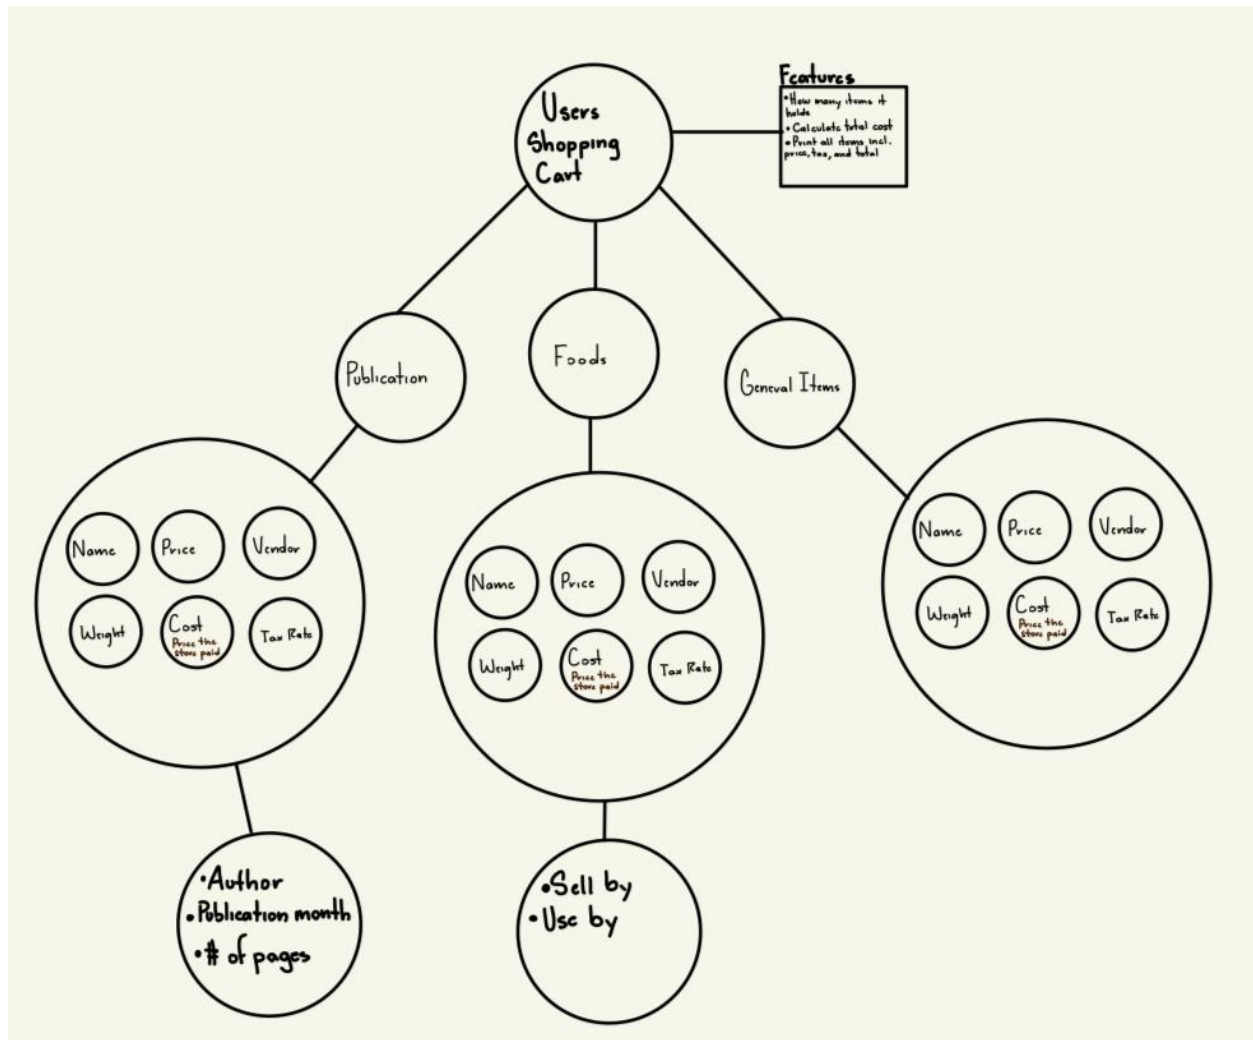 Users
Shopping
Cart
Features
• How many items it
holds
• Calculate total cost
• Print all items incl.
price, tax, and total
Publication
Foods
General Items
Name
Price
Vendor
Weight
Cost
Price the
store paid
Tax Rate
Name
Price
Vendor
Weight
Cost
Price the
store paid
Tax Rate
Name
Price
Vendor
Weight
Cost
Price the
store paid
Tax Rate
• Author
• Publication month
• # of pages
• Sell by
• Use by